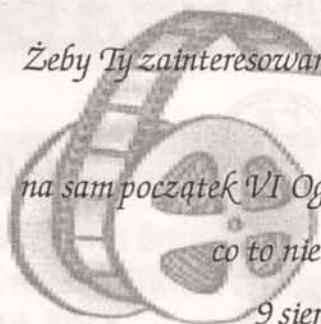 Żeby Ty zainteresowan
na sam początek VI Og
co to nie
9 sier